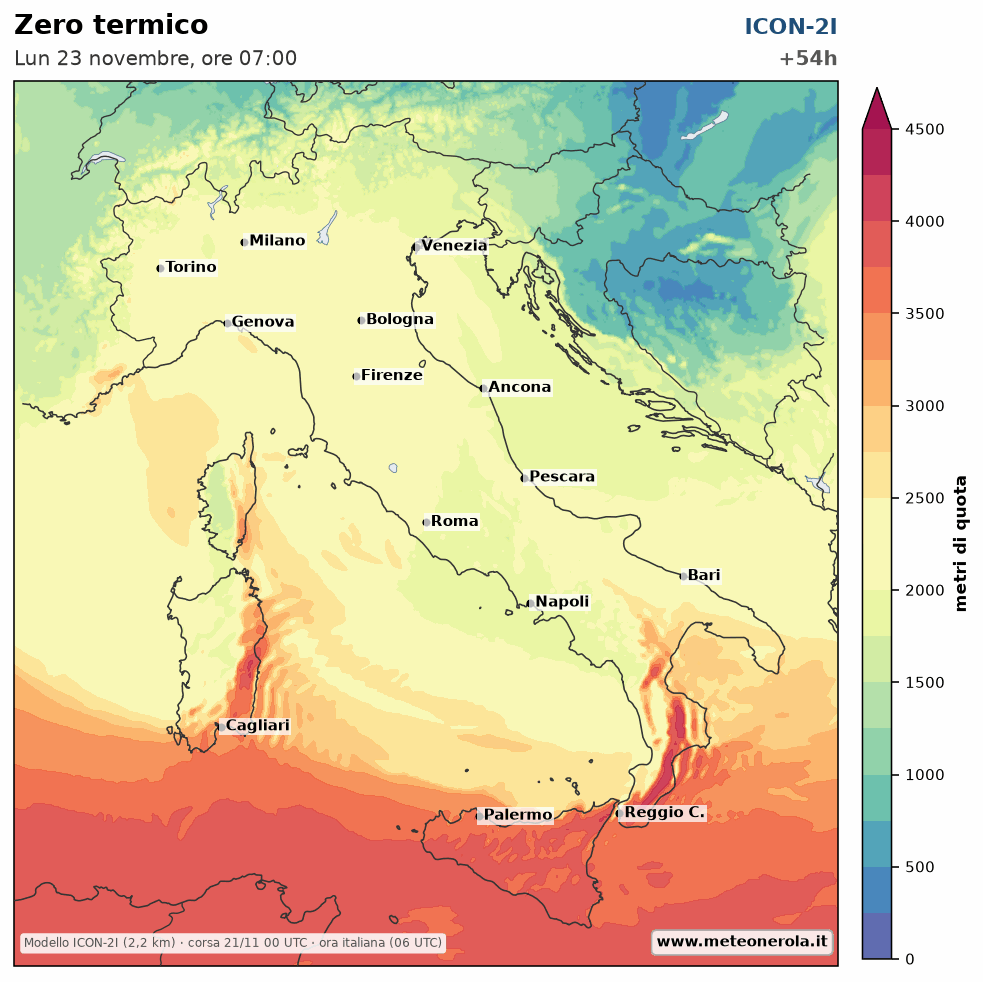 Zero termico
ICON-2I
Lun 23 novembre, ore 07:00
+54h
4500
4000
3500
3000
2500
2000
1500
1000
500
0
metri di quota
Milano
Venezia
Torino
Genova
Bologna
Firenze
Ancona
Pescara
Roma
Bari
Napoli
Cagliari
Palermo
Reggio C.
Modello ICON-2I (2,2 km) · corsa 21/11 00 UTC · ora italiana (06 UTC)
www.meteonerola.it